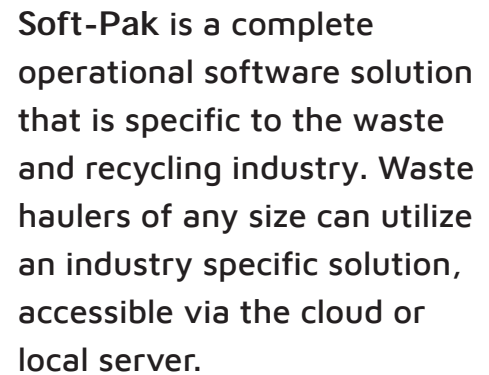 Soft-Pak is a complete
operational software solution
that is specific to the waste
and recycling industry. Waste
haulers of any size can utilize
an industry specific solution,
accessible via the cloud or
local server.